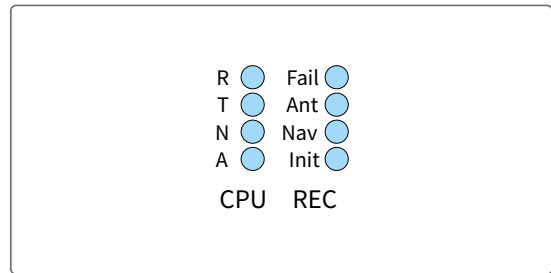 R Fail
T Ant
N Nav
A Init
CPU REC